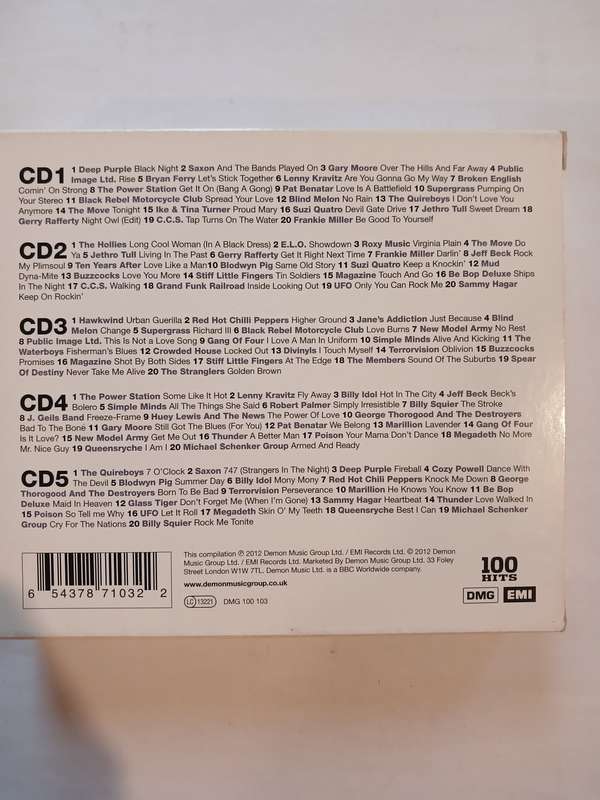 CD1 1 Deep Purple Black Night 2 Saxon And The Bands Played On 3 Gary Moore Over The Hills And Far Away 4 Public
Image Ltd. Rise 5 Bryan Ferry Let's Stick Together 6 Lenny Kravitz Are You Gonna Go My Way 7 Broken English
Comin' On Strong 8 The Power Station Get It On (Bang A Gong) 9 Pat Benatar Love Is A Battlefield 10 Supergrass Pumping On
Your Stereo 11 Black Rebel Motorcycle Club Spread Your Love 12 Blind Melon No Rain 13 The Quireboys I Don't Love You
Anymore 14 The Move Tonight 15 Ike & Tina Turner Proud Mary 16 Suzi Quatro Devil Gate Drive 17 Jethro Tull Sweet Dream 18
Gerry Rafferty Night Owl (Edit) 19 C.C.S. Tap Turns On The Water 20 Frankie Miller Be Good To Yourself
CD2 1 The Hollies Long Cool Woman (In A Black Dress) 2 E.L.O. Showdown 3 Roxy Music Virginia Plain 4 The Move Do
Ya 5 Jethro Tull Living In The Past 6 Gerry Rafferty Get It Right Next Time 7 Frankie Miller Darlin' 8 Jeff Beck Rock
My Plimsoul 9 Ten Years After Love Like a Man 10 Blodwyn Pig Same Old Story 11 Suzi Quatro Keep a Knockin' 12 Mud
Dyna-Mite 13 Buzzcocks Love You More 14 Stiff Little Fingers Tin Soldiers 15 Magazine Touch And Go 16 Be Bop Deluxe Ships
In The Night 17 C.C.S. Walking 18 Grand Funk Railroad Inside Looking Out 19 UFO Only You Can Rock Me 20 Sammy Hagar
Keep On Rockin'
CD3 1 Hawkwind Urban Guerilla 2 Red Hot Chilli Peppers Higher Ground 3 Jane's Addiction Just Because 4 Blind
Melon Change 5 Supergrass Richard III 6 Black Rebel Motorcycle Club Love Burns 7 New Model Army No Rest
8 Public Image Ltd. This Is Not a Love Song 9 Gang Of Four I Love A Man In Uniform 10 Simple Minds Alive And Kicking 11 The
Waterboys Fisherman's Blues 12 Crowded House Locked Out 13 Divinyls I Touch Myself 14 Terrorvision Oblivion 15 Buzzcocks
Promises 16 Magazine Shot By Both Sides 17 Stiff Little Fingers At The Edge 18 The Members Sound Of The Suburbs 19 Spear
Of Destiny Never Take Me Alive 20 The Stranglers Golden Brown
CD4 1 The Power Station Some Like It Hot 2 Lenny Kravitz Fly Away 3 Billy Idol Hot In The City 4 Jeff Beck Beck's
Bolero 5 Simple Minds All The Things She Said 6 Robert Palmer Simply Irresistible 7 Billy Squier The Stroke
8 J. Geils Band Freeze-Frame 9 Huey Lewis And The News The Power Of Love 10 George Thorogood And The Destroyers
Bad To The Bone 11 Gary Moore Still Got The Blues (For You) 12 Pat Benatar We Belong 13 Marillion Lavender 14 Gang Of Four
Is It Love? 15 New Model Army Get Me Out 16 Thunder A Better Man 17 Poison Your Mama Don't Dance 18 Megadeth No More
Mr. Nice Guy 19 Queensryche I Am I 20 Michael Schenker Group Armed And Ready
CD5 1 The Quireboys 7 O'Clock 2 Saxon 747 (Strangers In The Night) 3 Deep Purple Fireball 4 Cozy Powell Dance With
The Devil 5 Blodwyn Pig Summer Day 6 Billy Idol Mony Mony 7 Red Hot Chilli Peppers Knock Me Down 8 George
Thorogood And The Destroyers Born To Be Bad 9 Terrorvision Perseverance 10 Marillion He Knows You Know 11 Be Bop
Deluxe Maid In Heaven 12 Glass Tiger Don't Forget Me (When I'm Gone) 13 Sammy Hagar Heartbeat 14 Thunder Love Walked In
15 Poison So Tell me Why 16 UFO Let It Roll 17 Megadeth Skin O' My Teeth 18 Queensryche Best I Can 19 Michael Schenker
Group Cry For The Nations 20 Billy Squier Rock Me Tonite
6 54378 71032 2
This compilation ℗ 2012 Demon Music Group Ltd. / EMI Records Ltd. © 2012 Demon
Music Group Ltd. / EMI Records Ltd. Marketed By Demon Music Group Ltd. 33 Foley
Street London W1W 7TL. Demon Music Ltd. is a BBC Worldwide company.
www.demonmusicgroup.co.uk
LC 13221 DMG 100 103
100
HITS
DMG EMI